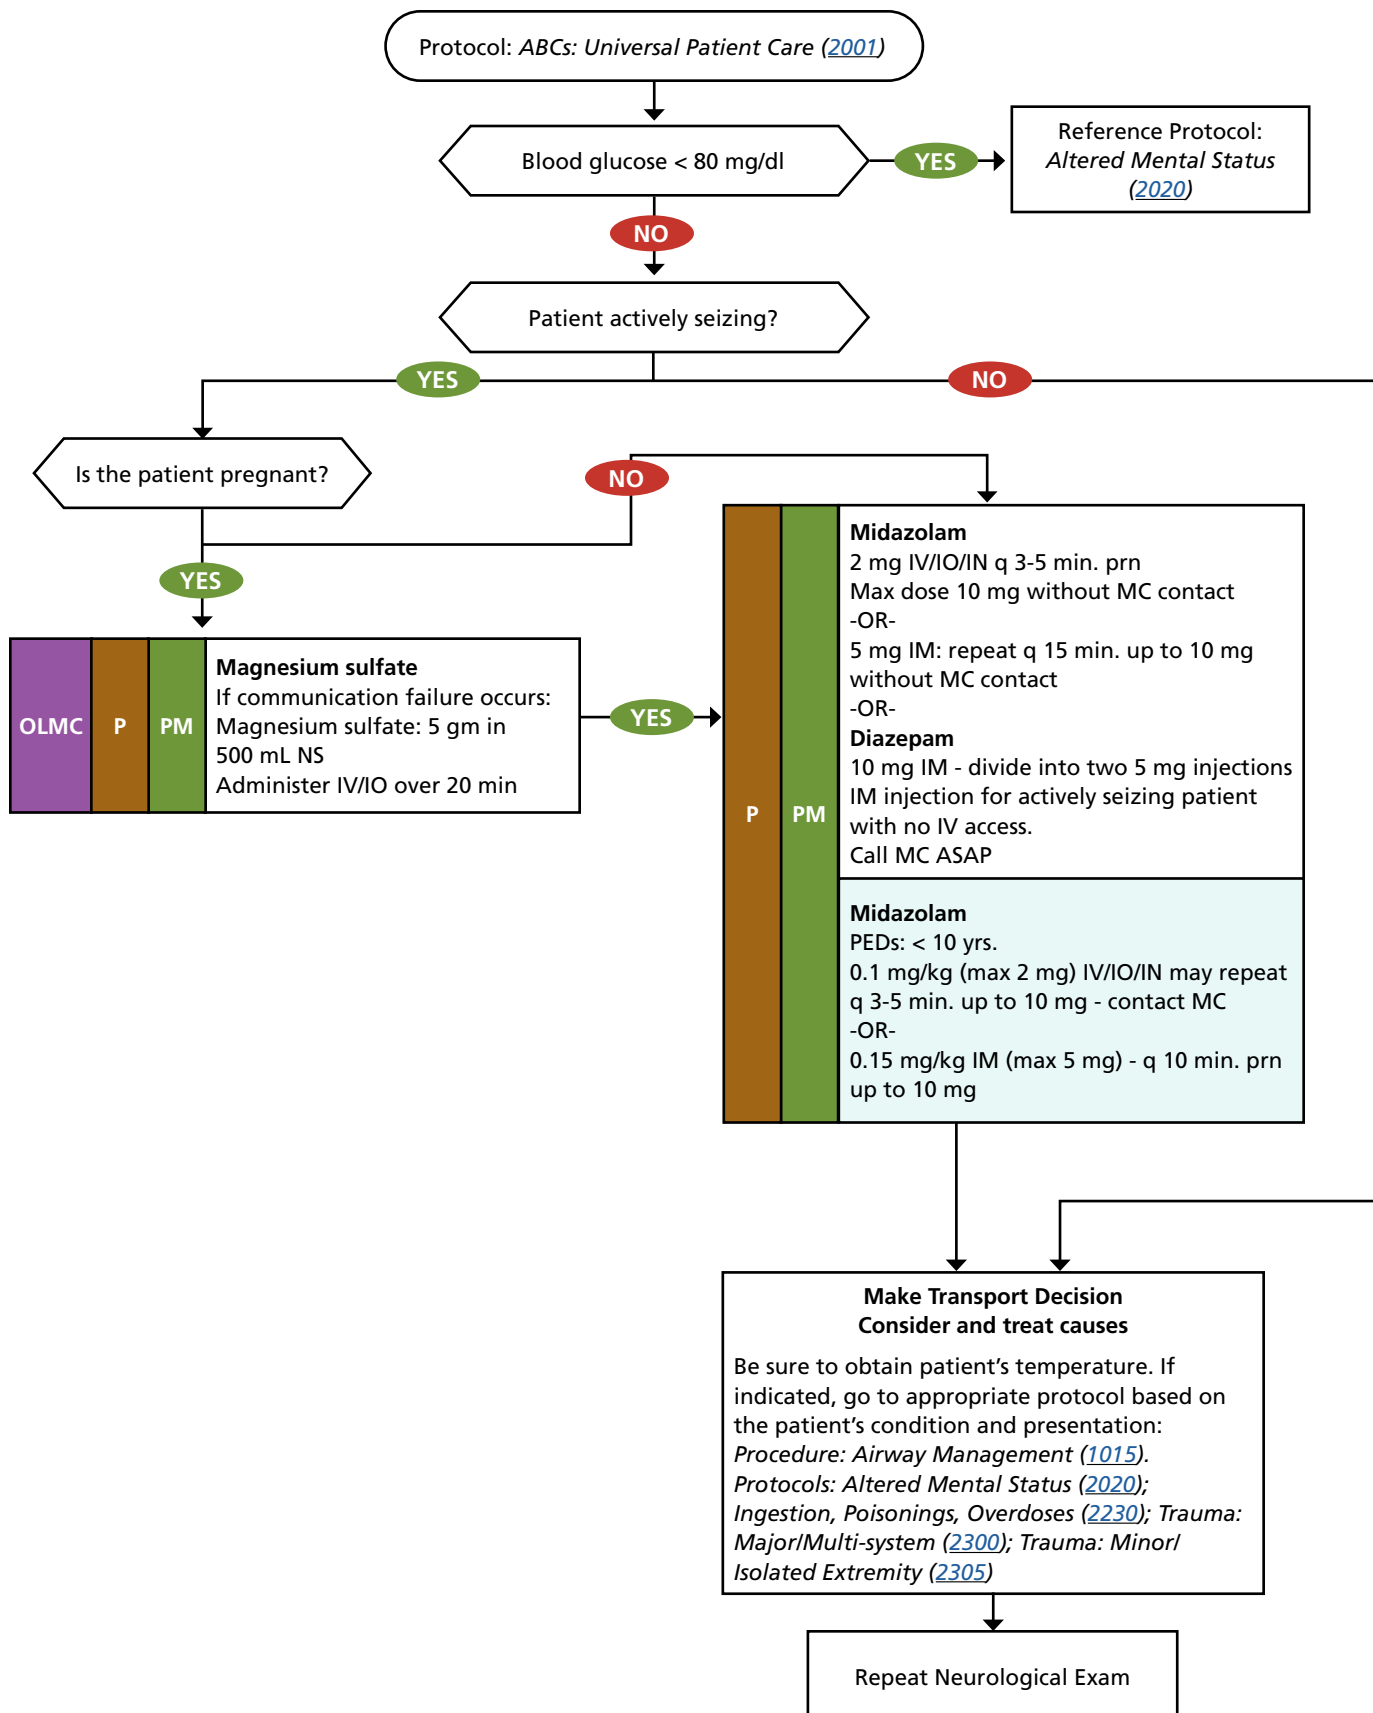 Protocol: ABCs: Universal Patient Care (2001)
Blood glucose < 80 mg/dl
YES
Reference Protocol:
Altered Mental Status
(2020)
NO
Patient actively seizing?
YES
NO
Is the patient pregnant?
NO
YES
OLMC
P
PM
Magnesium sulfate
If communication failure occurs:
Magnesium sulfate: 5 gm in
500 mL NS
Administer IV/IO over 20 min
YES
P
PM
Midazolam
2 mg IV/IO/IN q 3-5 min. prn
Max dose 10 mg without MC contact
-OR-
5 mg IM: repeat q 15 min. up to 10 mg
without MC contact
-OR-
Diazepam
10 mg IM - divide into two 5 mg injections
IM injection for actively seizing patient
with no IV access.
Call MC ASAP
Midazolam
PEDs: < 10 yrs.
0.1 mg/kg (max 2 mg) IV/IO/IN may repeat
q 3-5 min. up to 10 mg - contact MC
-OR-
0.15 mg/kg IM (max 5 mg) - q 10 min. prn
up to 10 mg
Make Transport Decision
Consider and treat causes
Be sure to obtain patient’s temperature. If
indicated, go to appropriate protocol based on
the patient’s condition and presentation:
Procedure: Airway Management (1015).
Protocols: Altered Mental Status (2020);
Ingestion, Poisonings, Overdoses (2230); Trauma:
Major/Multi-system (2300); Trauma: Minor/
Isolated Extremity (2305)
Repeat Neurological Exam